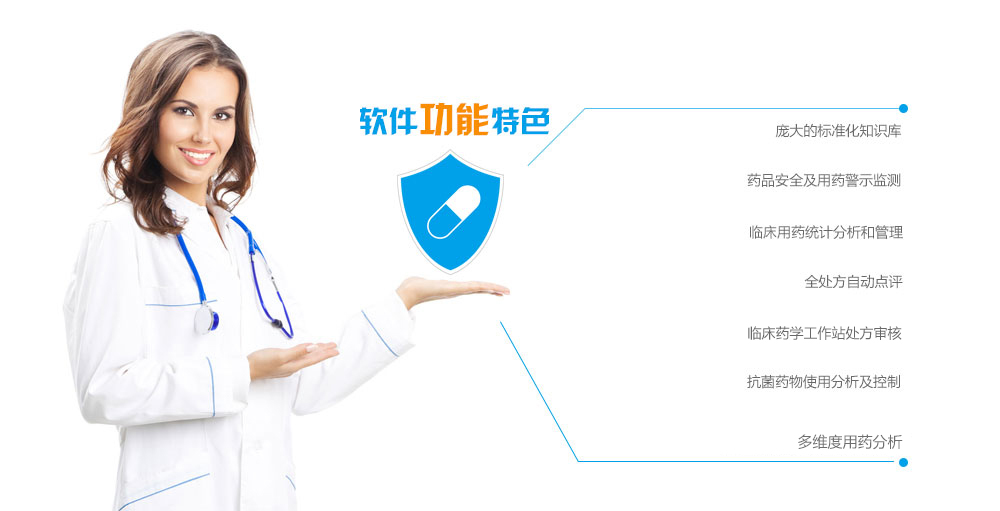 软件功能特色
庞大的标准化知识库
药品安全及用药警示监测
临床用药统计分析和管理
全处方自动点评
临床药学工作站处方审核
抗菌药物使用分析及控制
多维度用药分析